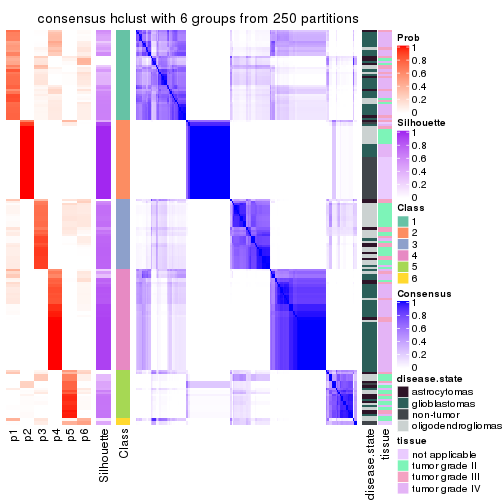 consensus hclust with 6 groups from 250 partitions
Prob
1
0.8
0.6
0.4
0.2
0
Silhouette
1
0.8
0.6
0.4
0.2
0
Class
1
2
3
4
5
6
Consensus
1
0.8
0.6
0.4
0.2
0
disease.state
astrocytomas
glioblastomas
non-tumor
oligodendrogliomas
tissue
not applicable
tumor grade II
tumor grade III
tumor grade IV
p1
p2
p3
p4
p5
p6
Silhouette
Class
disease.state
tissue